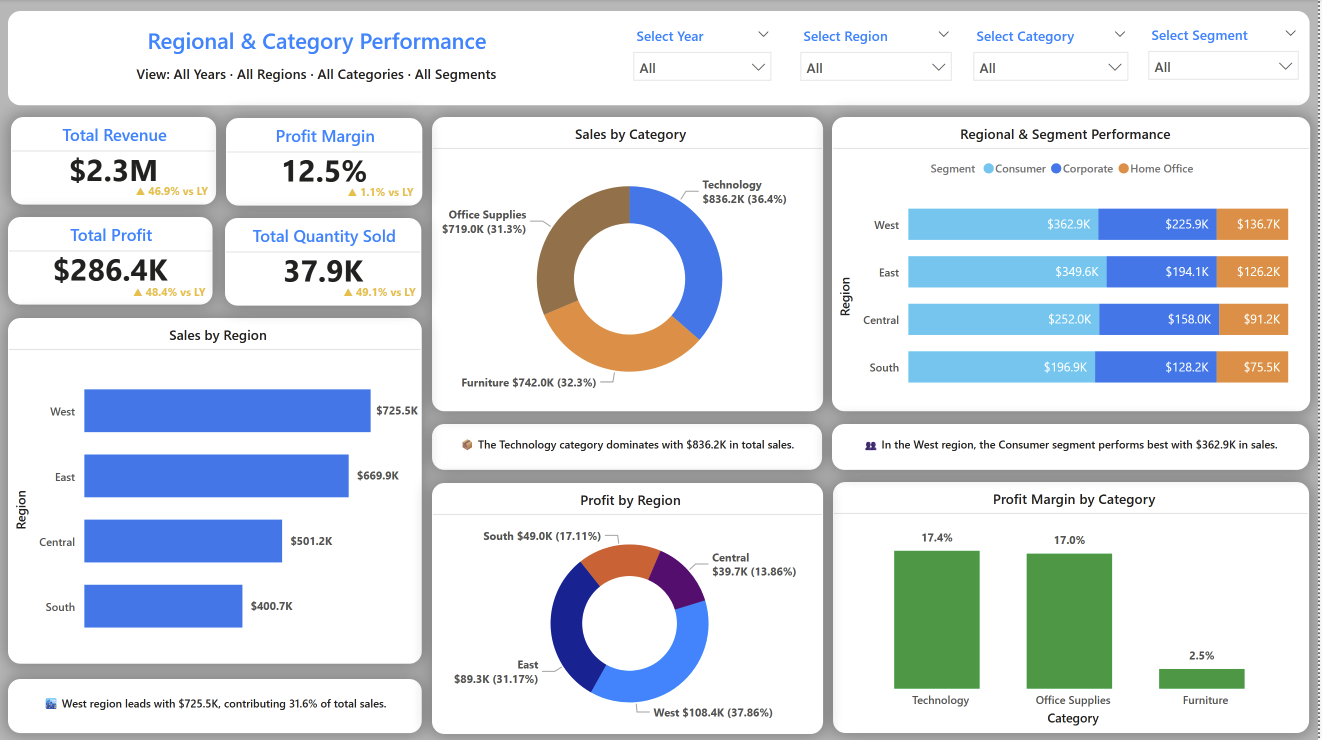 Regional & Category Performance
View: All Years · All Regions · All Categories · All Segments
Select Year
All
Select Region
All
Select Category
All
Select Segment
All
Total Revenue
$2.3M
▲ 46.9% vs LY
Profit Margin
12.5%
▲ 1.1% vs LY
Total Profit
$286.4K
▲ 48.4% vs LY
Total Quantity Sold
37.9K
▲ 49.1% vs LY
Sales by Region
Region
West
$725.5K
East
$669.9K
Central
$501.2K
South
$400.7K
West region leads with $725.5K, contributing 31.6% of total sales.
Sales by Category
Technology
$836.2K (36.4%)
Office Supplies
$719.0K (31.3%)
Furniture $742.0K (32.3%)
The Technology category dominates with $836.2K in total sales.
Profit by Region
South $49.0K (17.11%)
Central
$39.7K (13.86%)
East
$89.3K (31.17%)
West $108.4K (37.86%)
Regional & Segment Performance
Segment Consumer Corporate Home Office
Region
West $362.9K $225.9K $136.7K
East $349.6K $194.1K $126.2K
Central $252.0K $158.0K $91.2K
South $196.9K $128.2K $75.5K
In the West region, the Consumer segment performs best with $362.9K in sales.
Profit Margin by Category
17.4%
17.0%
2.5%
Technology
Office Supplies
Furniture
Category